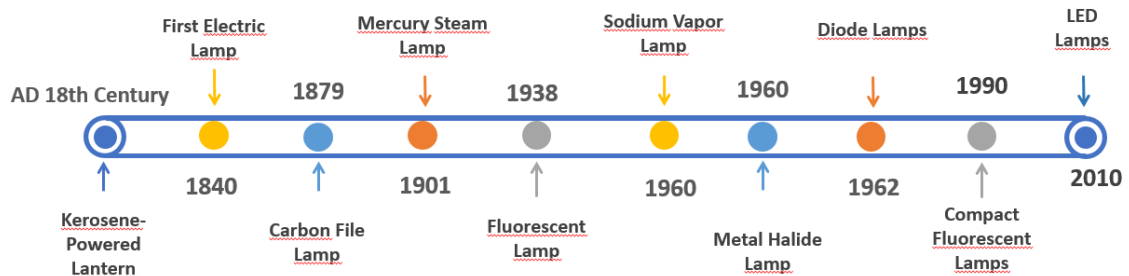 First Electric
Lamp
Mercury Steam
Lamp
Sodium Vapor
Lamp
Diode Lamps
LED
Lamps
AD 18th Century
1879
1938
1960
1990
1840
1901
1960
1962
2010
Kerosene-
Powered
Lantern
Carbon File
Lamp
Fluorescent
Lamp
Metal Halide
Lamp
Compact
Fluorescent
Lamps